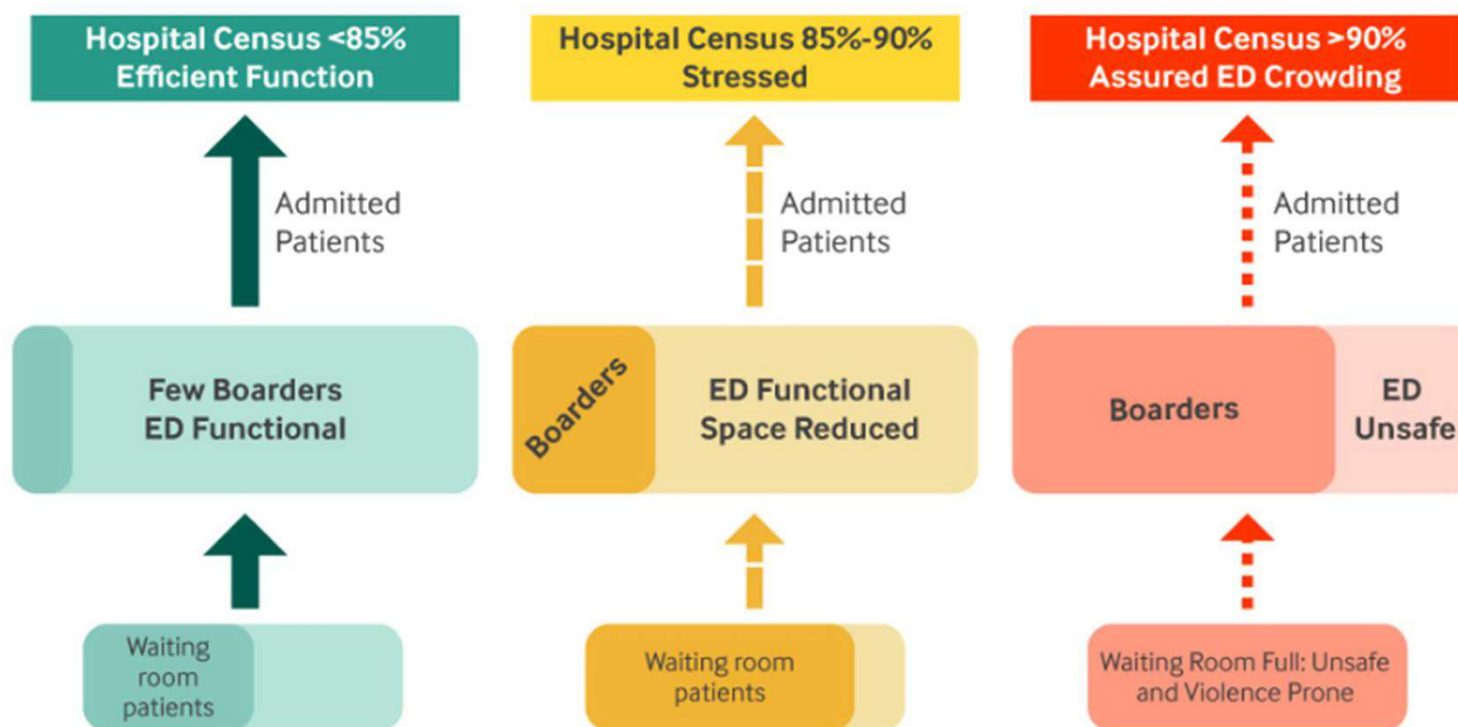 Hospital Census <85%
Efficient Function
Hospital Census 85%-90%
Stressed
Hospital Census >90%
Assured ED Crowding
Admitted
Patients
Admitted
Patients
Admitted
Patients
Few Boarders
ED Functional
Boarders
ED Functional
Space Reduced
Boarders
ED
Unsafe
Waiting
room
patients
Waiting room
patients
Waiting Room Full: Unsafe
and Violence Prone